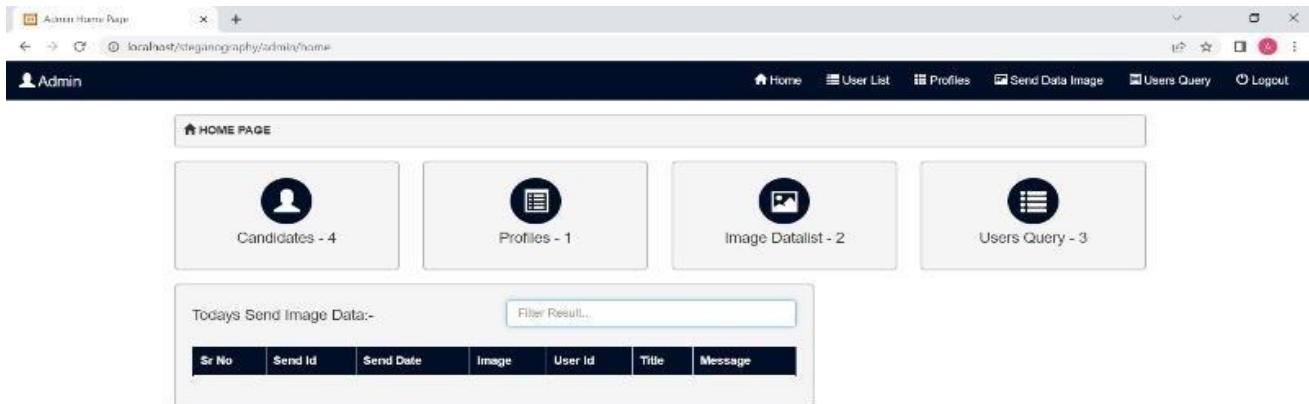 Admin Home Page
localhost/steganography/admin/home
Admin Home User List Profiles Send Data Image Users Query Logout
HOME PAGE
Candidates - 4 Profiles - 1 Image Datalist - 2 Users Query - 3
Todays Send Image Data:- Filter Result...
Sr No Send Id Send Date Image User Id Title Message